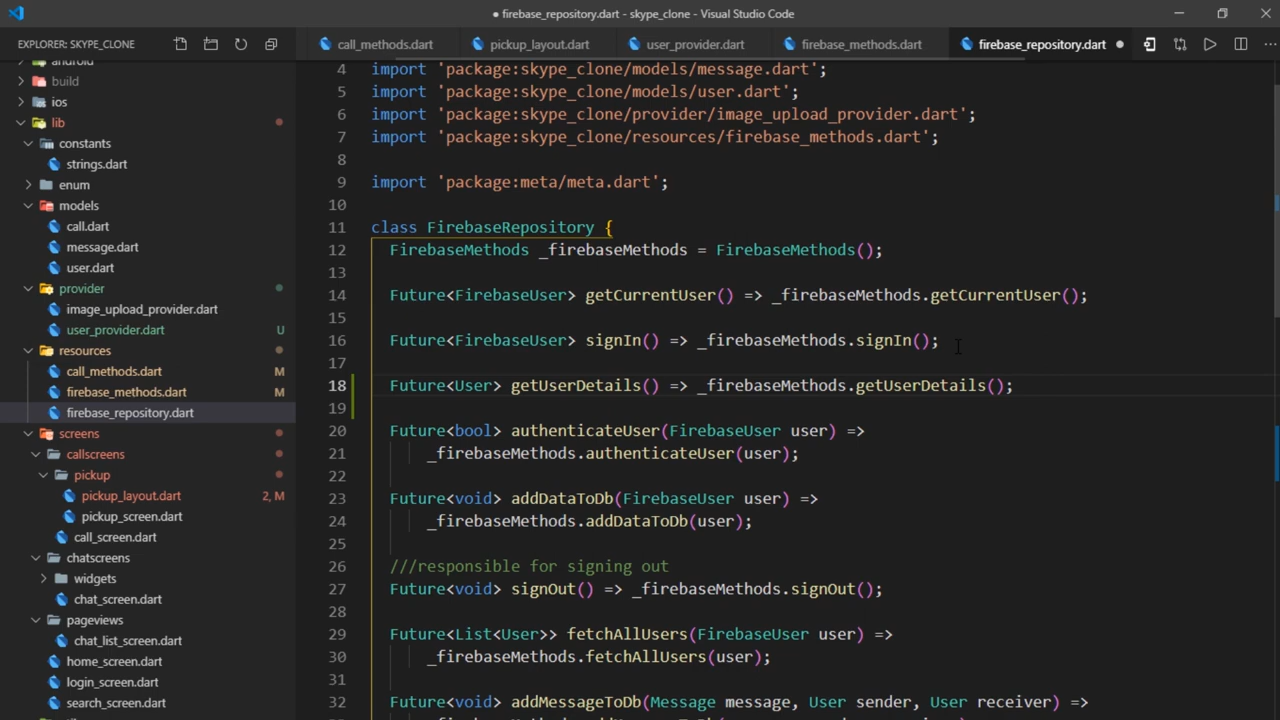 ● firebase_repository.dart - skype_clone - Visual Studio Code
EXPLORER: SKYPE_CLONE
call_methods.dart
pickup_layout.dart
user_provider.dart
firebase_methods.dart
firebase_repository.dart ●
android
build
ios
lib
constants
strings.dart
enum
models
call.dart
message.dart
user.dart
provider
image_upload_provider.dart
user_provider.dart U
resources
call_methods.dart M
firebase_methods.dart M
firebase_repository.dart
screens
callscreens
pickup
pickup_layout.dart 2, M
pickup_screen.dart
call_screen.dart
chatscreens
widgets
chat_screen.dart
pageviews
chat_list_screen.dart
home_screen.dart
login_screen.dart
search_screen.dart
4 import 'package:skype_clone/models/message.dart';
5 import 'package:skype_clone/models/user.dart';
6 import 'package:skype_clone/provider/image_upload_provider.dart';
7 import 'package:skype_clone/resources/firebase_methods.dart';
8
9 import 'package:meta/meta.dart';
10
11 class FirebaseRepository {
12 FirebaseMethods _firebaseMethods = FirebaseMethods();
13
14 Future<FirebaseUser> getCurrentUser() => _firebaseMethods.getCurrentUser();
15
16 Future<FirebaseUser> signIn() => _firebaseMethods.signIn();
17
18 Future<User> getUserDetails() => _firebaseMethods.getUserDetails();
19
20 Future<bool> authenticateUser(FirebaseUser user) =>
21 _firebaseMethods.authenticateUser(user);
22
23 Future<void> addDataToDb(FirebaseUser user) =>
24 _firebaseMethods.addDataToDb(user);
25
26 ///responsible for signing out
27 Future<void> signOut() => _firebaseMethods.signOut();
28
29 Future<List<User>> fetchAllUsers(FirebaseUser user) =>
30 _firebaseMethods.fetchAllUsers(user);
31
32 Future<void> addMessageToDb(Message message, User sender, User receiver) =>